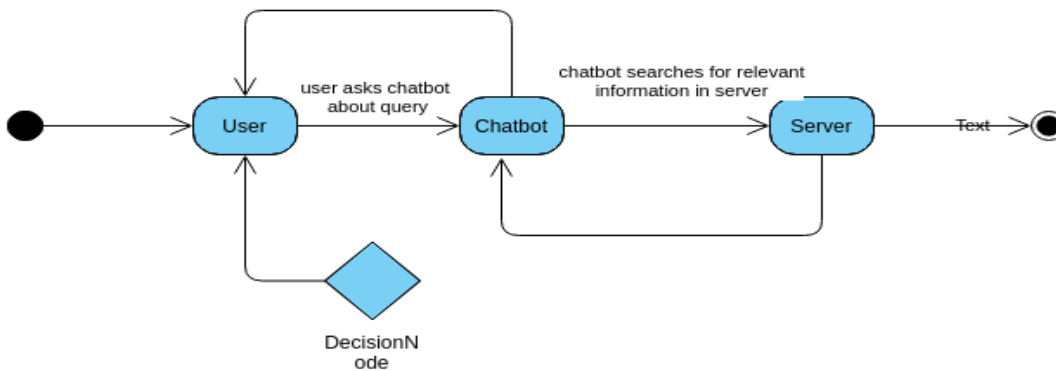 chatbot searches for relevant
information in server
user asks chatbot
about query
User
Chatbot
Server
Text
DecisionN
ode